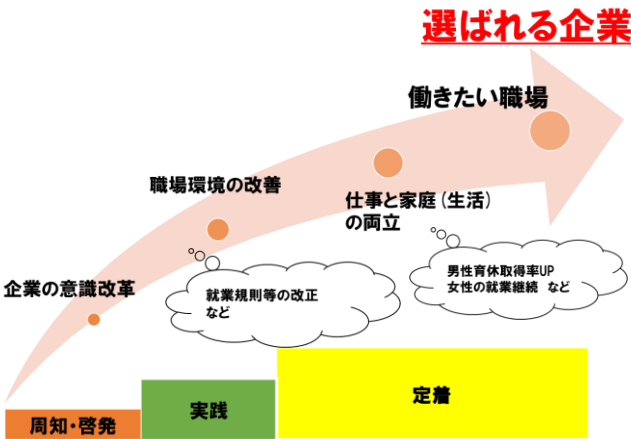 選ばれる企業
働きたい職場
職場環境の改善
仕事と家庭(生活)
の両立
企業の意識改革
就業規則等の改正
など
男性育休取得率UP
女性の就業継続 など
周知・啓発
実践
定着